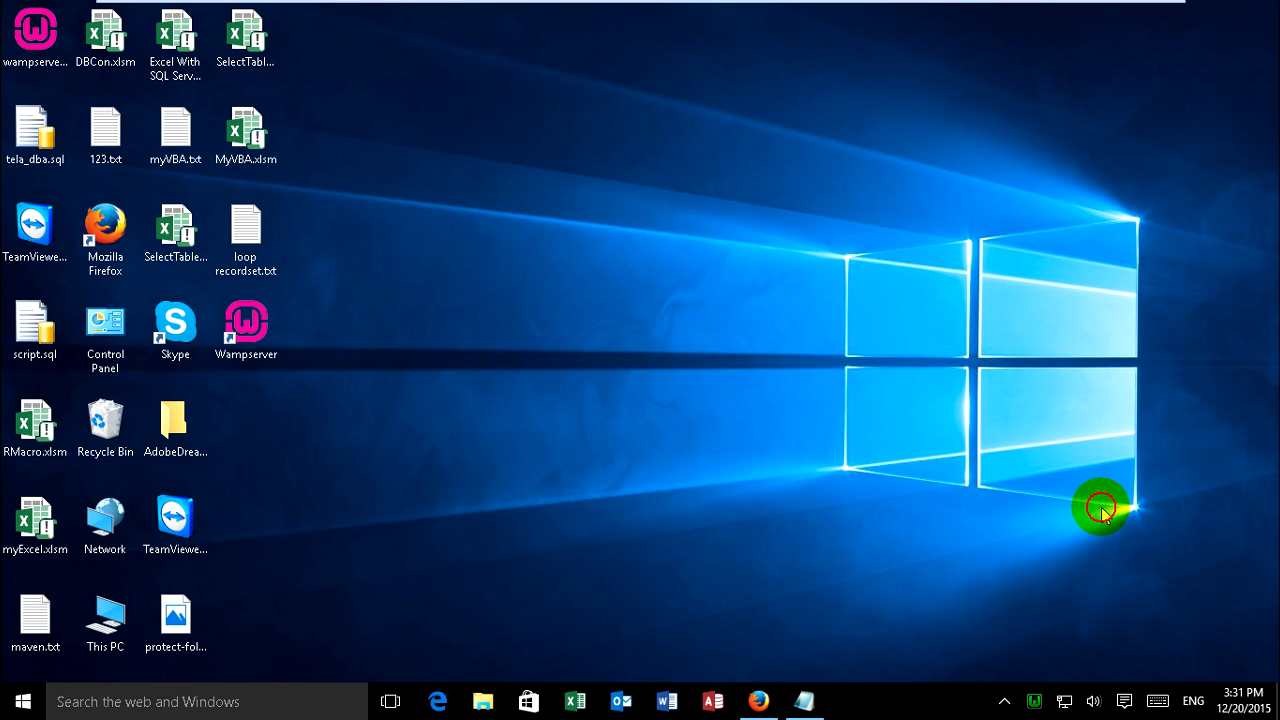 wampserve...
DBCon.xlsm
Excel With
SQL Serv...
SelectTabl...
tela_dba.sql
123.txt
myVBA.txt
MyVBA.xlsm
TeamViewe...
Mozilla
Firefox
SelectTable...
loop
recordset.txt
script.sql
Control
Panel
Skype
Wampserver
RMacro.xlsm
Recycle Bin
AdobeDrea...
myExcel.xlsm
Network
TeamViewe...
maven.txt
This PC
protect-fol...
Search the web and Windows
ENG
3:31 PM
12/20/2015